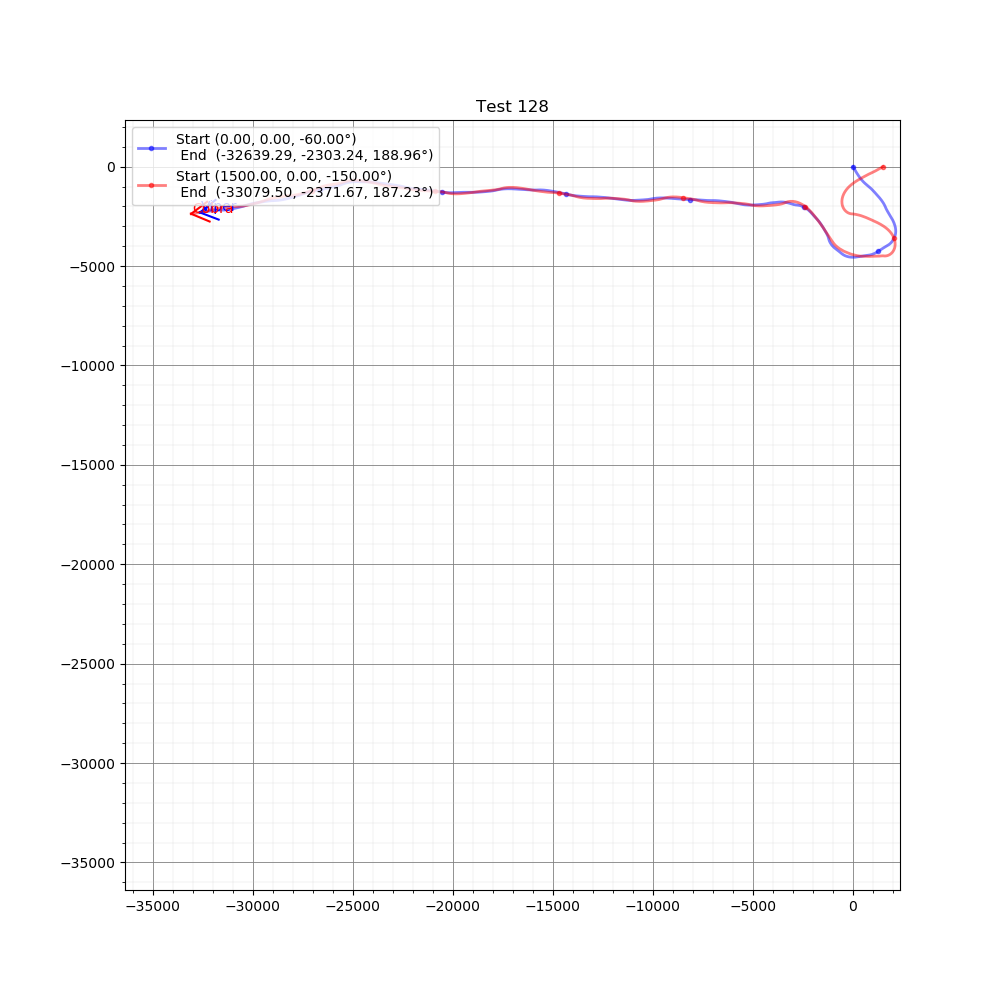 Test 128
Start (0.00, 0.00, -60.00°)
End (-32639.29, -2303.24, 188.96°)
Start (1500.00, 0.00, -150.00°)
End (-33079.50, -2371.67, 187.23°)
0
−5000
−10000
−15000
−20000
−25000
−30000
−35000
−35000 −30000 −25000 −20000 −15000 −10000 −5000 0